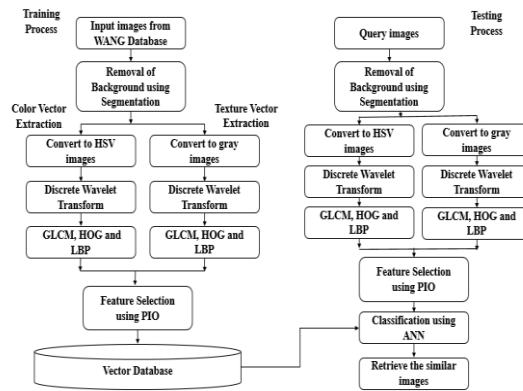 Training
Process
Input images from
WANG Database
Removal of
Background using
Segmentation
Color Vector
Extraction
Texture Vector
Extraction
Convert to HSV
images
Convert to gray
images
Discrete Wavelet
Transform
Discrete Wavelet
Transform
GLCM, HOG and
LBP
GLCM, HOG and
LBP
Feature Selection
using PIO
Vector Database
Testing
Process
Query images
Removal of
Background using
Segmentation
Convert to HSV
images
Convert to gray
images
Discrete Wavelet
Transform
Discrete Wavelet
Transform
GLCM, HOG and
LBP
GLCM, HOG and
LBP
Feature Selection
using PIO
Classification using
ANN
Retrieve the similar
images